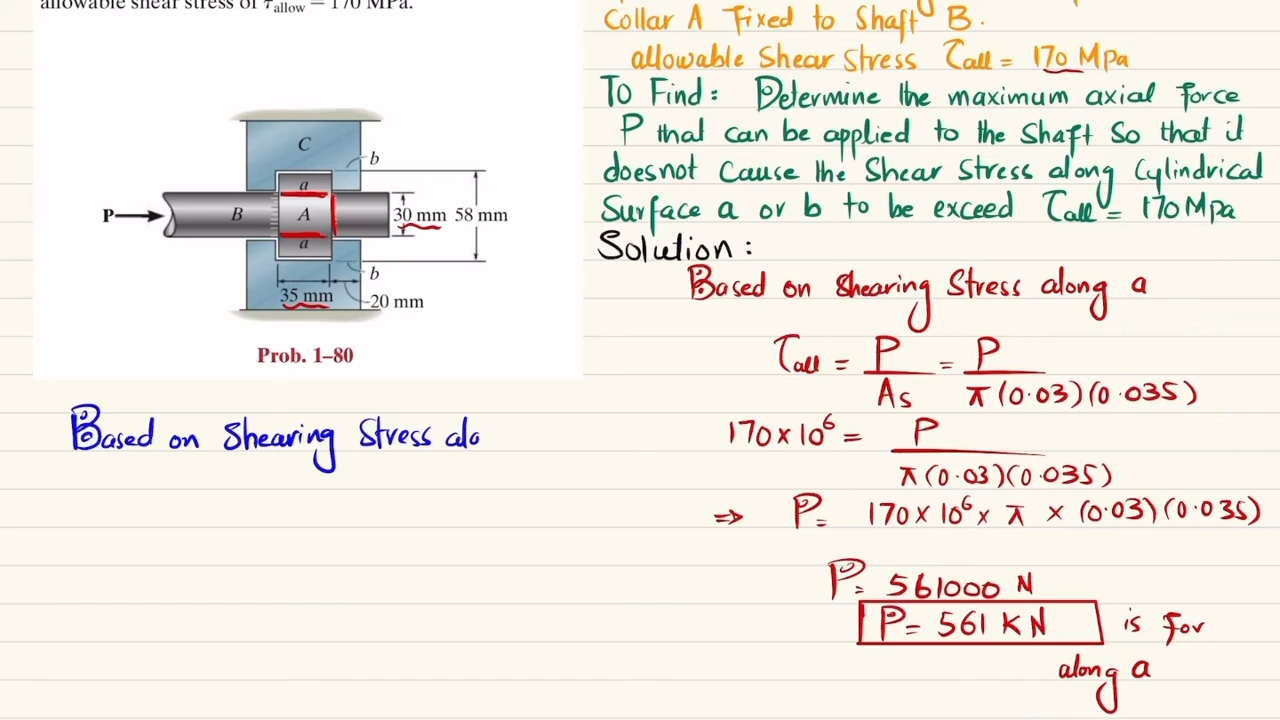 allowable shear stress of τallow = 170 MPa.
C
b
a
P
B
A
30 mm
58 mm
a
b
35 mm
20 mm
Prob. 1–80
Based on Shearing Stress alo
Collar A Fixed to Shaft B.
allowable Shear Stress τall = 170 MPa
To Find: Determine the maximum axial force
P that can be applied to the Shaft So that it
doesnot Cause the Shear Stress along Cylindrical
Surface a or b to be exceed τall = 170 MPa
Solution:
Based on Shearing Stress along a
τall = P/As = P/π(0.03)(0.035)
170×10⁶ = P/π(0.03)(0.035)
⇒ P = 170×10⁶ × π × (0.03)(0.035)
P = 561000 N
P = 561 KN is for
along a